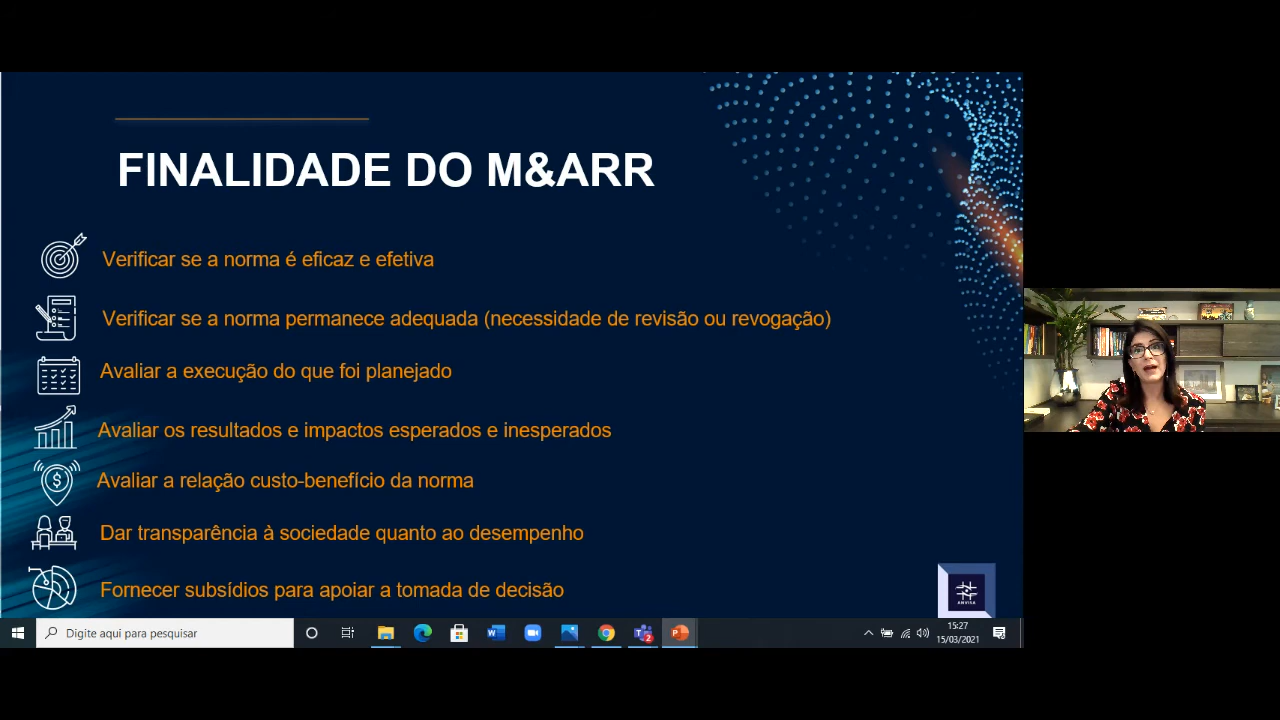 FINALIDADE DO M&ARR
Verificar se a norma é eficaz e efetiva
Verificar se a norma permanece adequada (necessidade de revisão ou revogação)
Avaliar a execução do que foi planejado
Avaliar os resultados e impactos esperados e inesperados
Avaliar a relação custo-benefício da norma
$
Dar transparência à sociedade quanto ao desempenho
Fornecer subsídios para apoiar a tomada de decisão
ANVISA
Digite aqui para pesquisar
2
15:27
15/03/2021